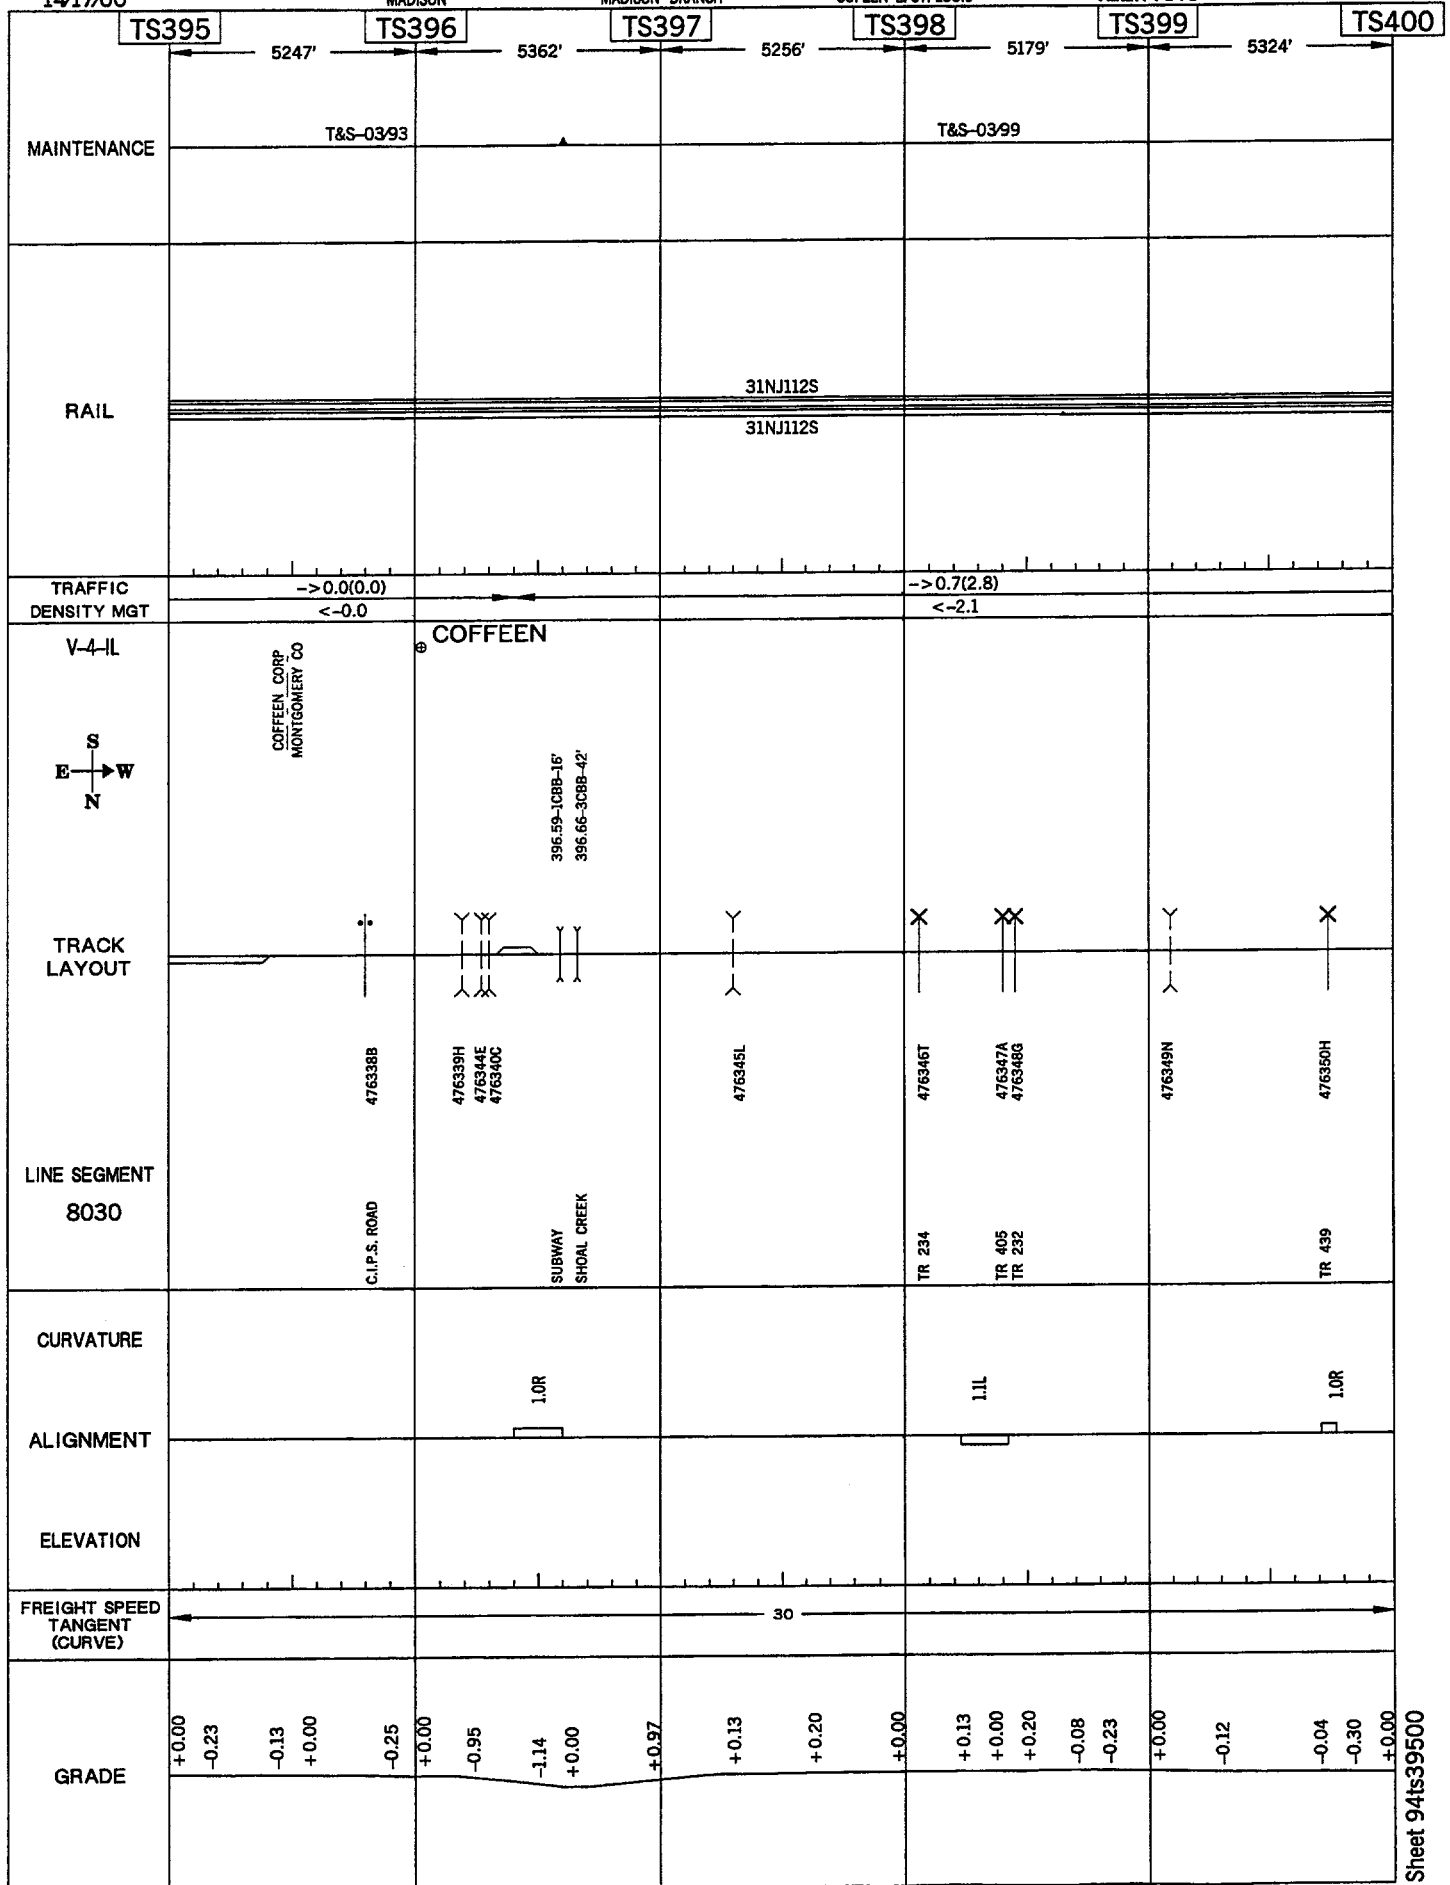 TS395 TS396 TS397 TS398 TS399 TS400
5247' 5362' 5256' 5179' 5324'
MAINTENANCE
T&S-03/93 T&S-03/99
RAIL
31NJ112S
31NJ112S
TRAFFIC
DENSITY MGT
->0.0(0.0) ->0.7(2.8)
<-0.0 <-2.1
V-4-IL
COFFEEN
COFFEEN CORP
MONTGOMERY CO
S
E W
N
396.59-1CBB-16'
396.66-3CBB-42'
TRACK
LAYOUT
476338B
476339H
476344E
476340C
476345L
476346T
476347A
476348G
476349N
476350H
LINE SEGMENT
8030
C.I.P.S. ROAD
SUBWAY
SHOAL CREEK
TR 234
TR 405
TR 232
TR 439
CURVATURE
1.0R
1.1L
1.0R
ALIGNMENT
ELEVATION
FREIGHT SPEED
TANGENT
(CURVE)
30
GRADE
+0.00
-0.23
-0.13
+0.00
-0.25
+0.00
-0.95
-1.14
+0.00
+0.97
+0.13
+0.20
+0.00
+0.13
+0.00
+0.20
-0.08
-0.23
+0.00
-0.12
-0.04
-0.30
+0.00
Sheet 94ts39500